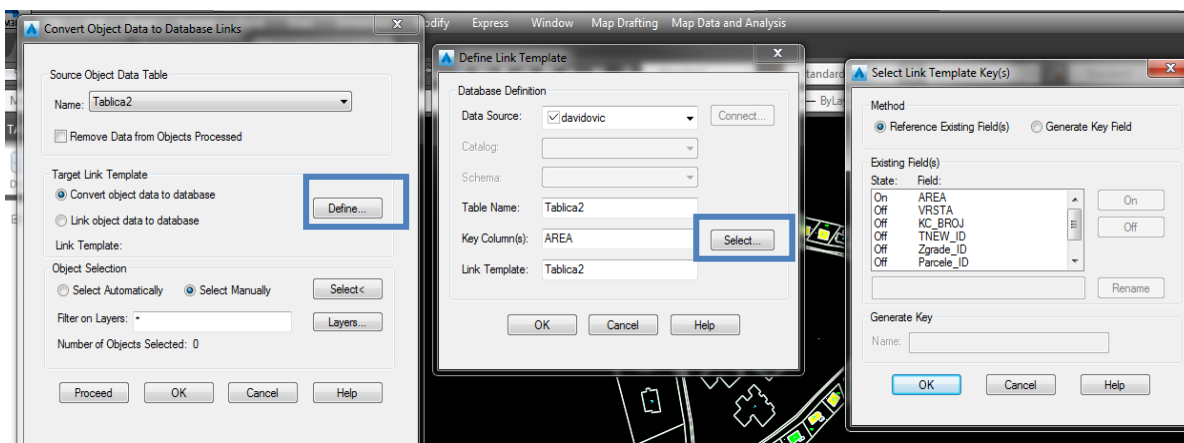 Convert Object Data to Database Links
Source Object Data Table
Name: Tablica2
Remove Data from Objects Processed
Target Link Template
Convert object data to database
Define...
Link object data to database
Link Template:
Object Selection
Select Automatically Select Manually Select<
Filter on Layers: * Layers...
Number of Objects Selected: 0
Proceed OK Cancel Help
Express Window Map Drafting Map Data and Analysis
Define Link Template
Database Definition
Data Source: davidovic Connect...
Catalog:
Schema:
Table Name: Tablica2
Key Column(s): AREA Select...
Link Template: Tablica2
OK Cancel Help
Select Link Template Key(s)
Method
Reference Existing Field(s) Generate Key Field
Existing Field(s)
State: Field:
On AREA
Off VRSTA
Off KC_BROJ
Off TNEW_ID
Off Zgrade_ID
Off Parcele_ID
On
Off
Rename
Generate Key
Name:
OK Cancel Help